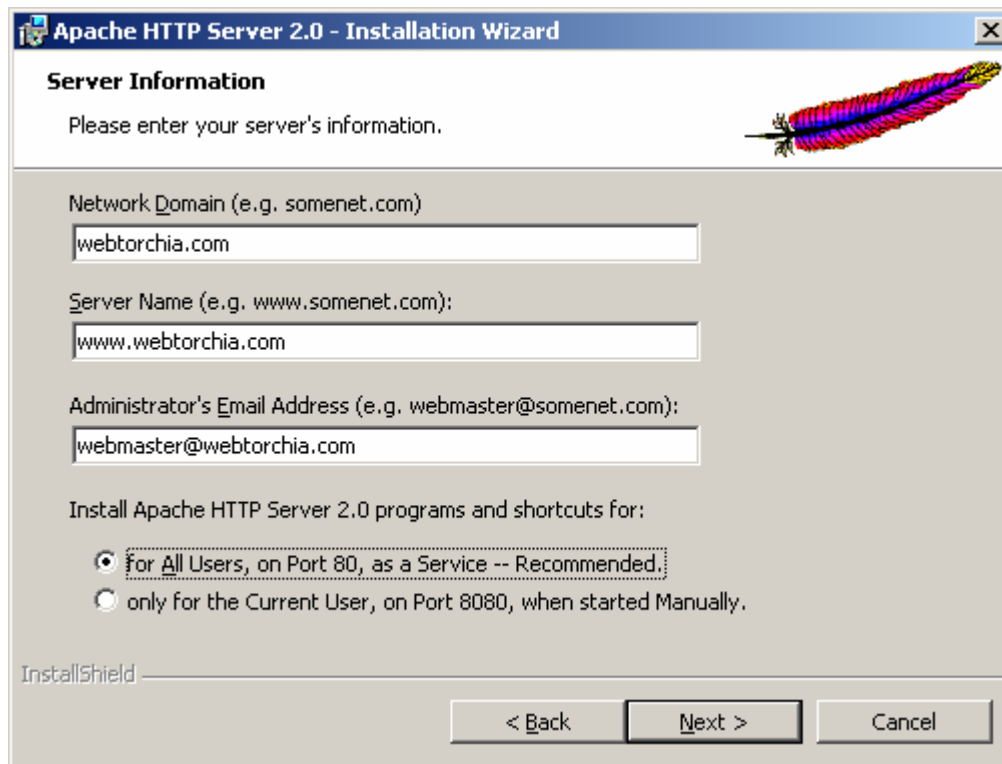 Apache HTTP Server 2.0 - Installation Wizard
Server Information
Please enter your server's information.
Network Domain (e.g. somenet.com)
webtorchia.com
Server Name (e.g. www.somenet.com):
www.webtorchia.com
Administrator's Email Address (e.g. webmaster@somenet.com):
webmaster@webtorchia.com
Install Apache HTTP Server 2.0 programs and shortcuts for:
for All Users, on Port 80, as a Service -- Recommended.
only for the Current User, on Port 8080, when started Manually.
InstallShield
< Back Next > Cancel